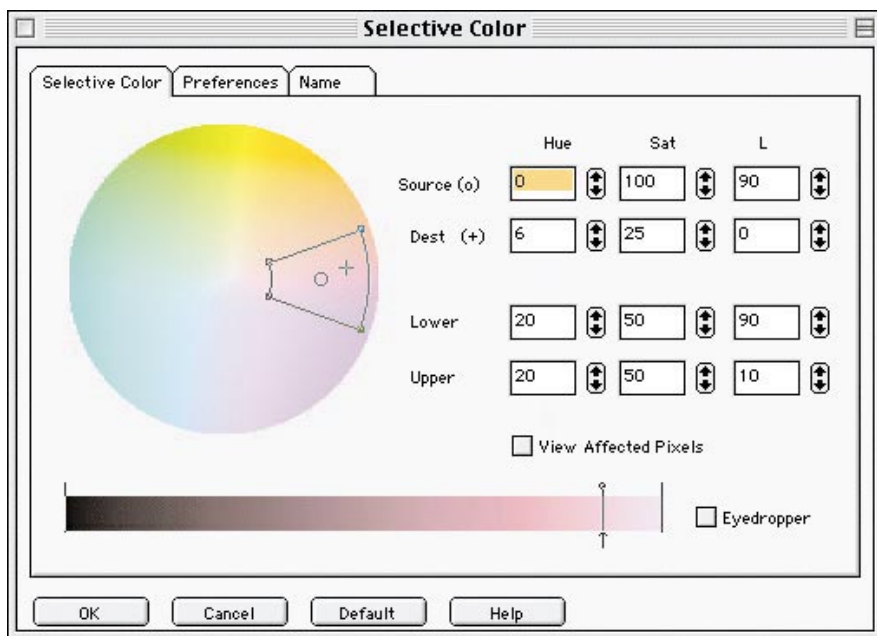 Selective Color
Selective Color Preferences Name
Hue Sat L
Source (o) 0 100 90
Dest (+) 6 25 0
Lower 20 50 90
Upper 20 50 10
View Affected Pixels
Eyedropper
OK Cancel Default Help